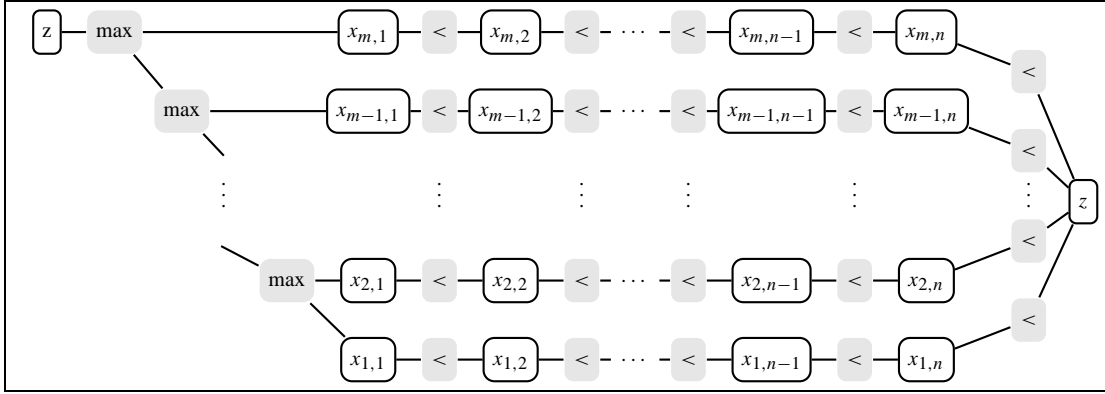 z max x_{m,1} < x_{m,2} < ⋯ < x_{m,n−1} < x_{m,n}
<
max x_{m−1,1} < x_{m−1,2} < ⋯ < x_{m−1,n−1} < x_{m−1,n}
<
⋮ ⋮ ⋮ ⋮ ⋮ ⋮ z
<
max x_{2,1} < x_{2,2} < ⋯ < x_{2,n−1} < x_{2,n}
<
x_{1,1} < x_{1,2} < ⋯ < x_{1,n−1} < x_{1,n}